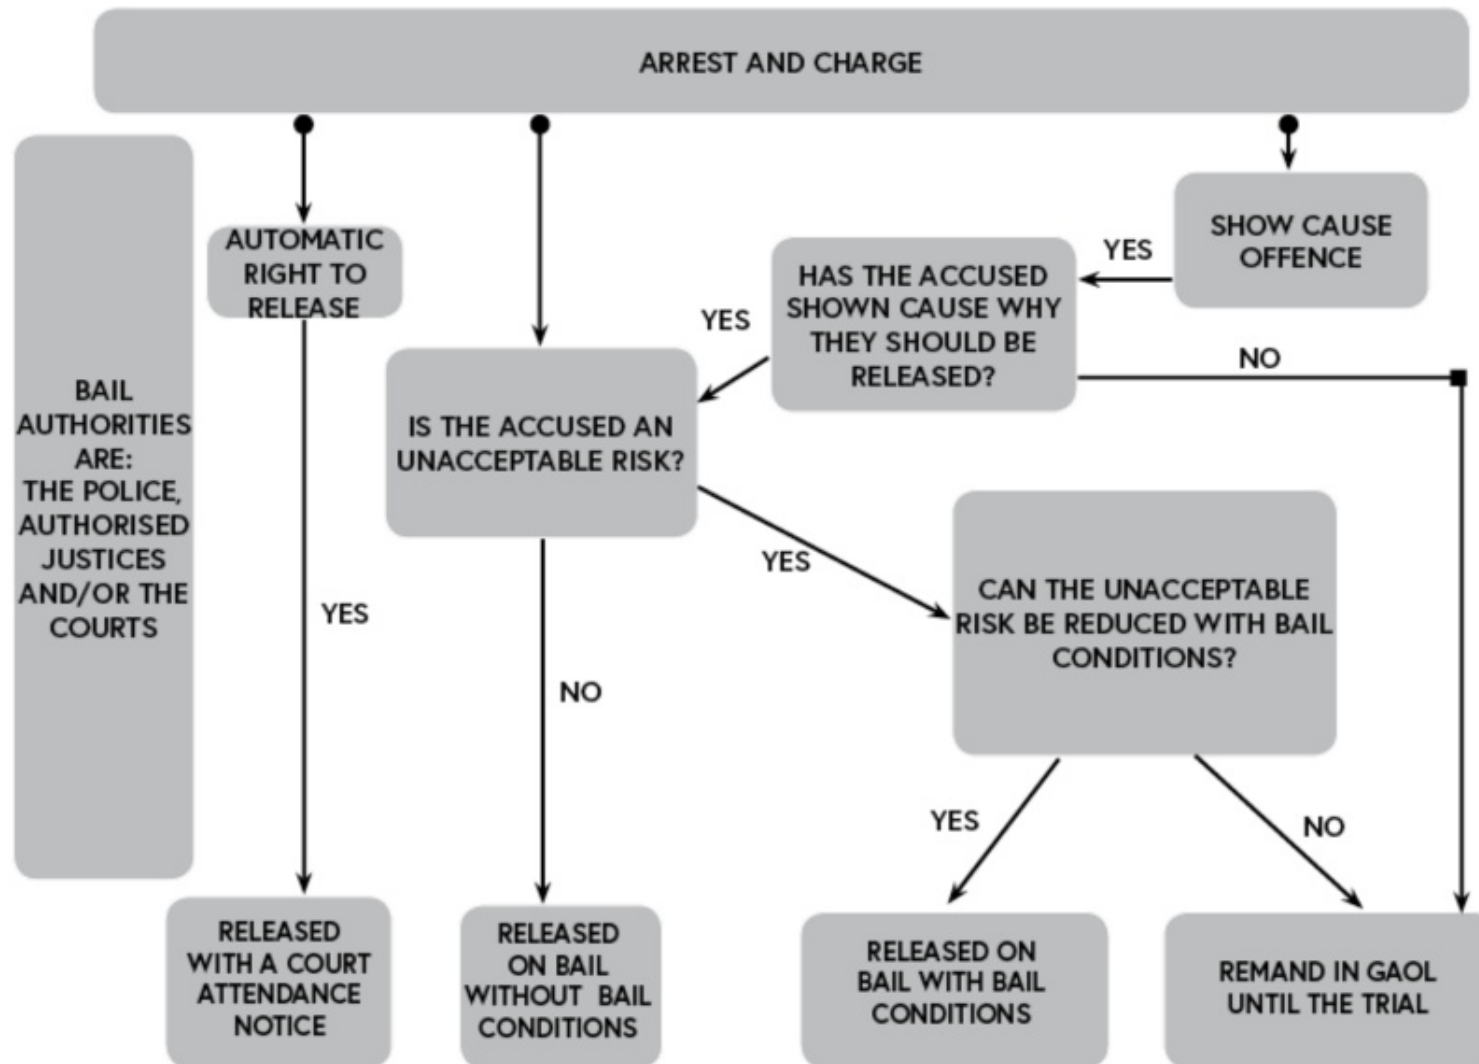 ARREST AND CHARGE
BAIL
AUTHORITIES
ARE:
THE POLICE,
AUTHORISED
JUSTICES
AND/OR THE
COURTS
AUTOMATIC
RIGHT TO
RELEASE
YES
SHOW CAUSE
OFFENCE
YES
HAS THE ACCUSED
SHOWN CAUSE WHY
THEY SHOULD BE
RELEASED?
YES
NO
IS THE ACCUSED AN
UNACCEPTABLE RISK?
YES
NO
CAN THE UNACCEPTABLE
RISK BE REDUCED WITH BAIL
CONDITIONS?
YES
NO
RELEASED
WITH A COURT
ATTENDANCE
NOTICE
RELEASED
ON BAIL
WITHOUT BAIL
CONDITIONS
RELEASED ON
BAIL WITH BAIL
CONDITIONS
REMAND IN GAOL
UNTIL THE TRIAL